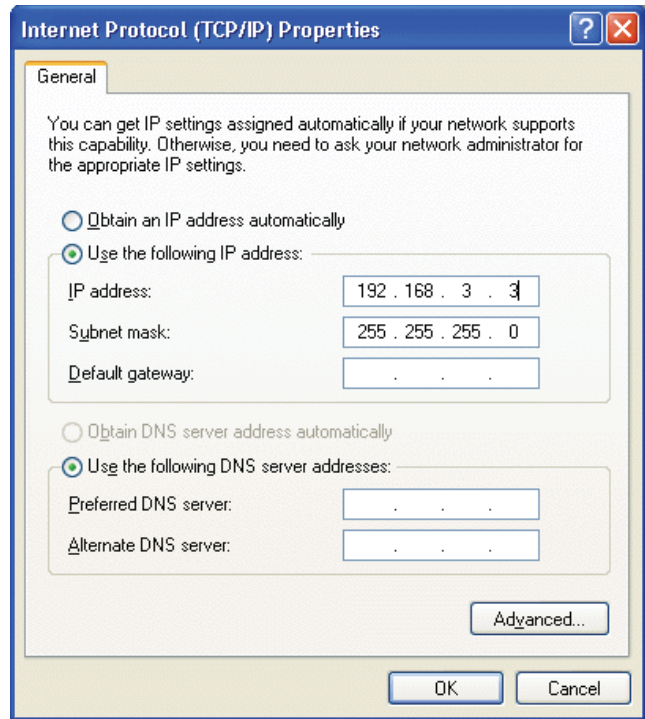 Internet Protocol (TCP/IP) Properties
General
You can get IP settings assigned automatically if your network supports
this capability. Otherwise, you need to ask your network administrator for
the appropriate IP settings.
Obtain an IP address automatically
Use the following IP address:
IP address: 192 . 168 . 3 . 3
Subnet mask: 255 . 255 . 255 . 0
Default gateway: . . .
Obtain DNS server address automatically
Use the following DNS server addresses:
Preferred DNS server: . . .
Alternate DNS server: . . .
Advanced...
OK Cancel